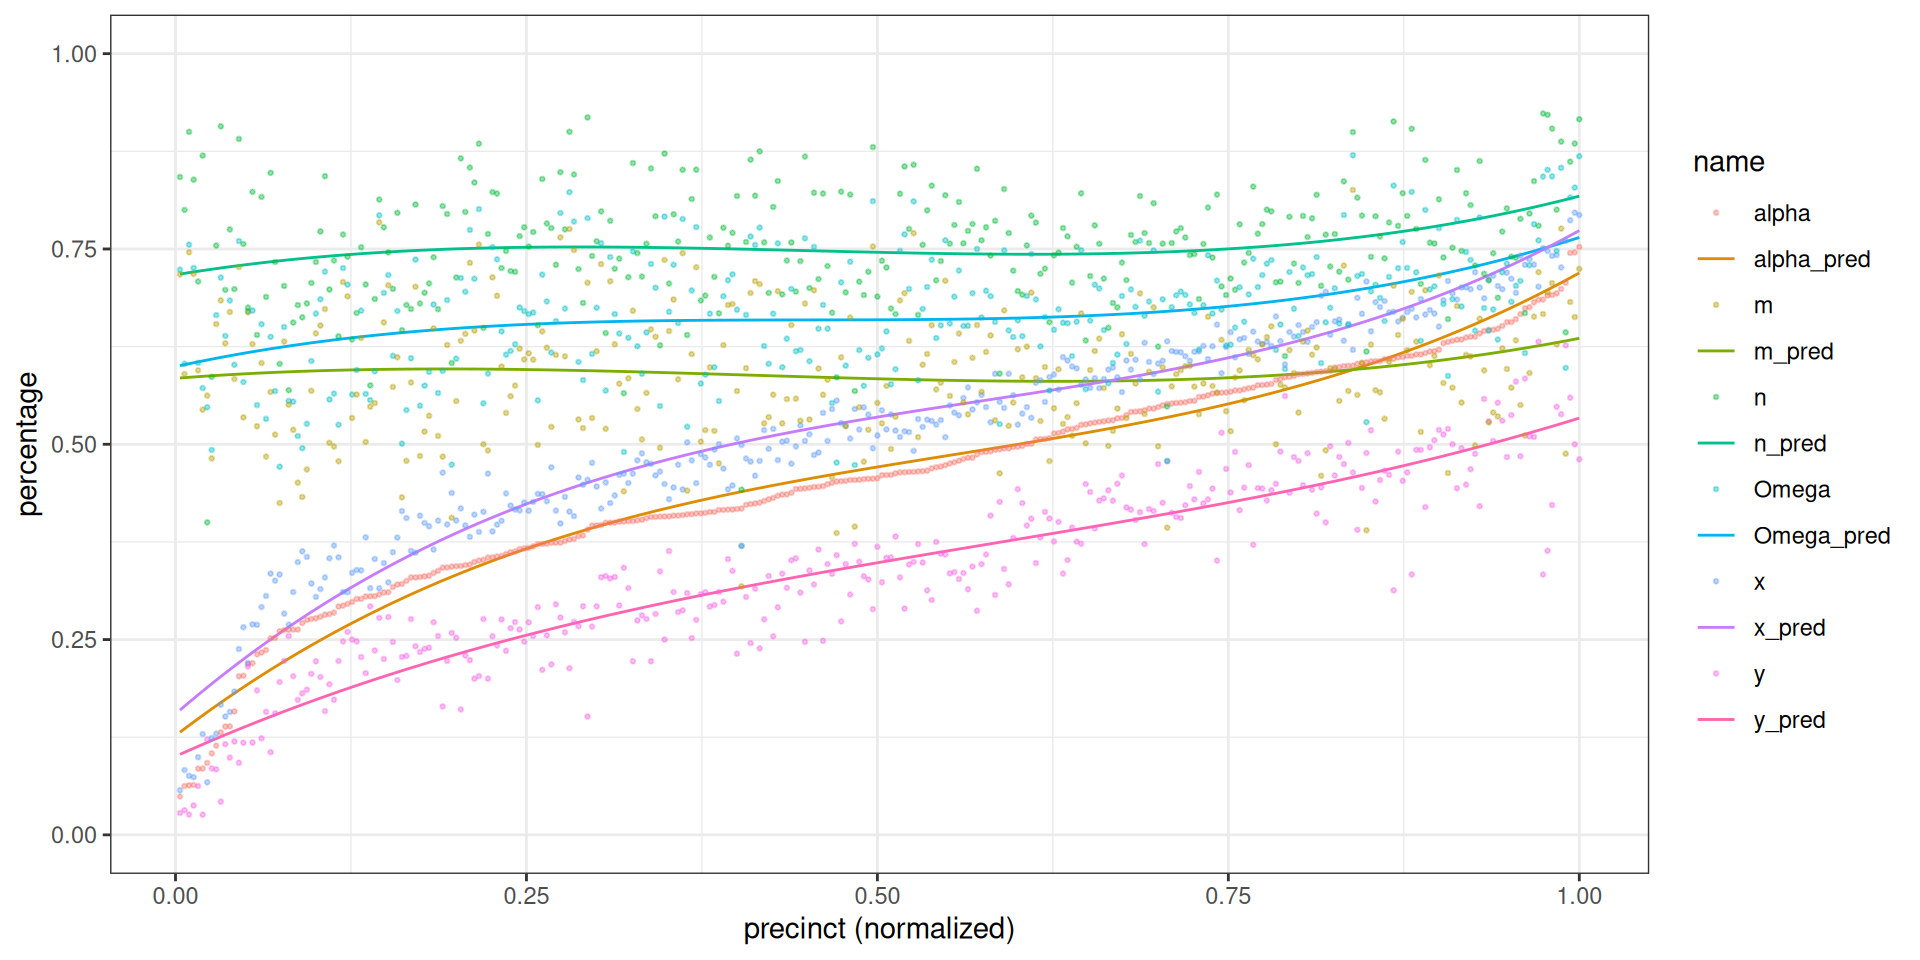 1.00
0.75
0.50
0.25
0.00
percentage
0.00 0.25 0.50 0.75 1.00
precinct (normalized)
name
alpha
alpha_pred
m
m_pred
n
n_pred
Omega
Omega_pred
x
x_pred
y
y_pred